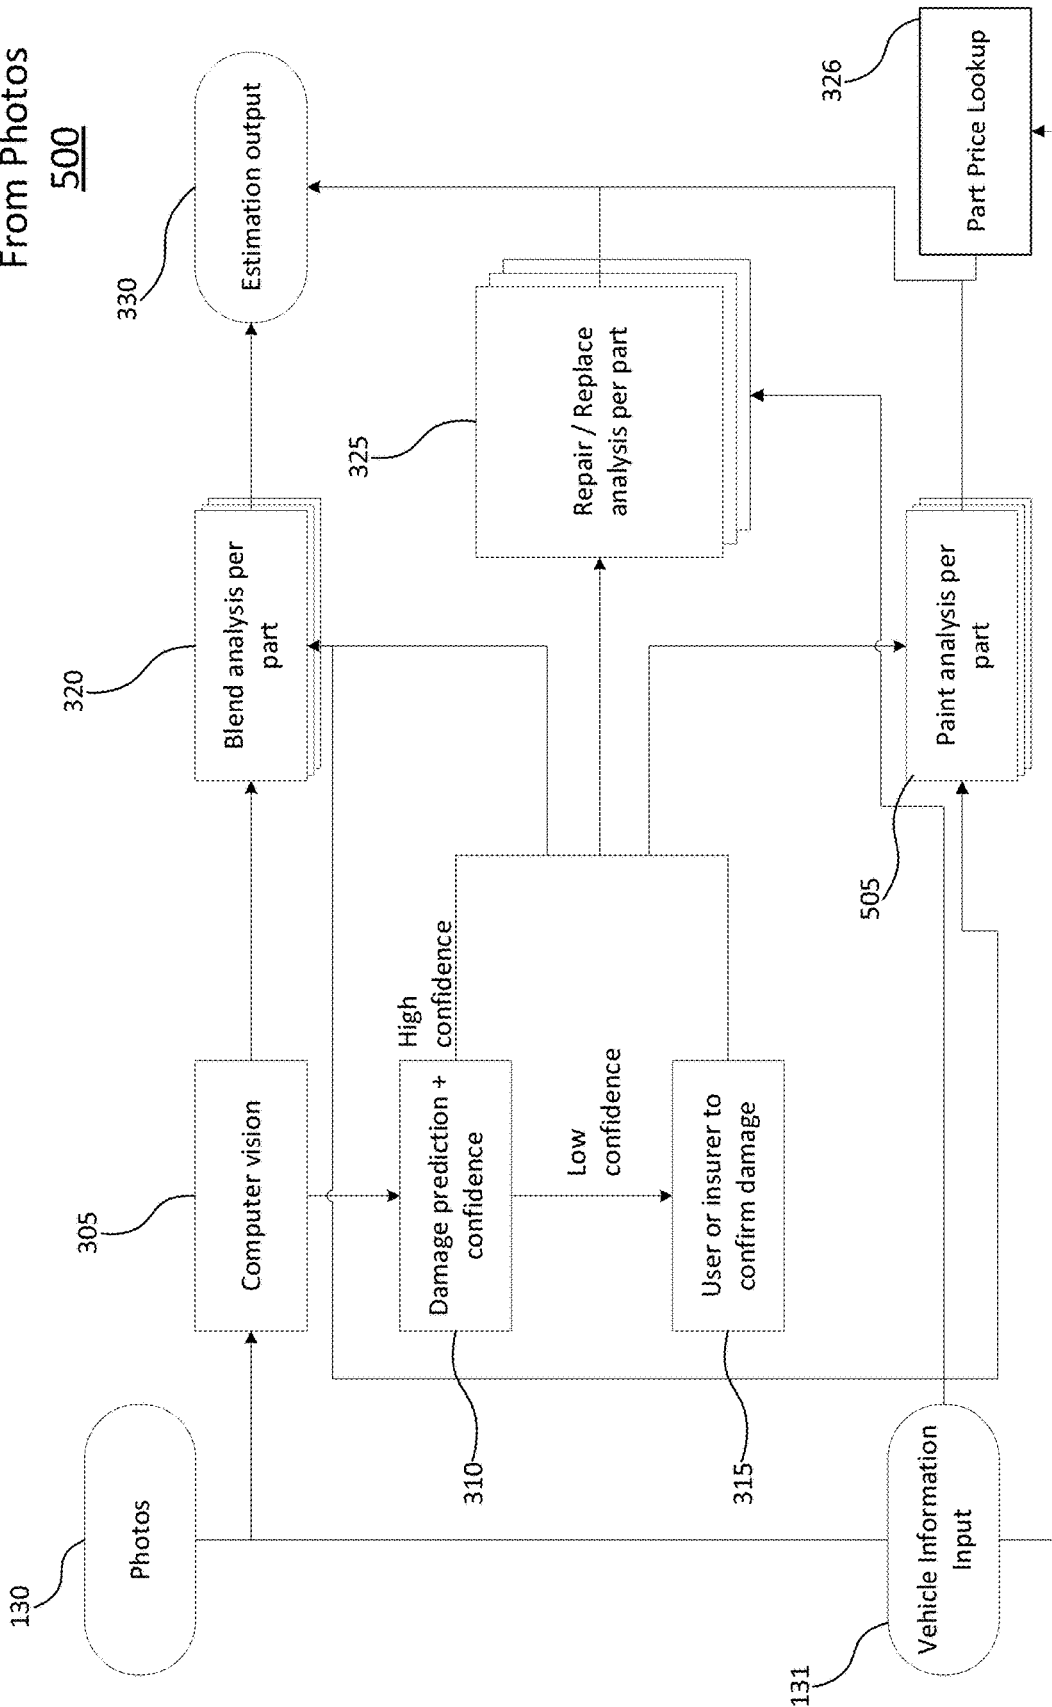 From Photos
500
130
Photos
131
Vehicle Information
Input
305
Computer vision
310
Damage prediction +
confidence
High
confidence
Low
confidence
315
User or insurer to
confirm damage
320
Blend analysis per
part
325
Repair / Replace
analysis per part
505
Paint analysis per
part
330
Estimation output
326
Part Price Lookup